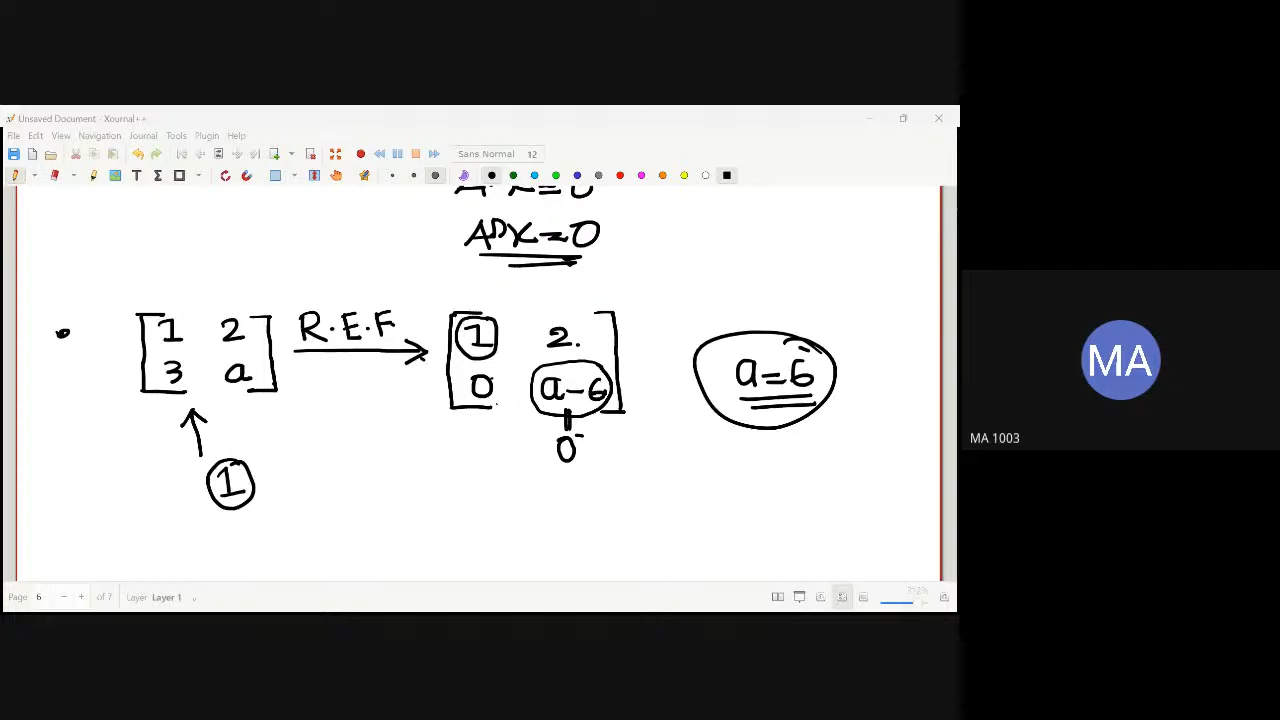 Unsaved Document - Xournal++
File Edit View Navigation Journal Tools Plugin Help
Sans Normal 12
APX=0
1 2 R.E.F 1 2. a=6
3 a 0 a-6
0
1
MA
MA 1003
Page 6 - + of 7 Layer Layer 1